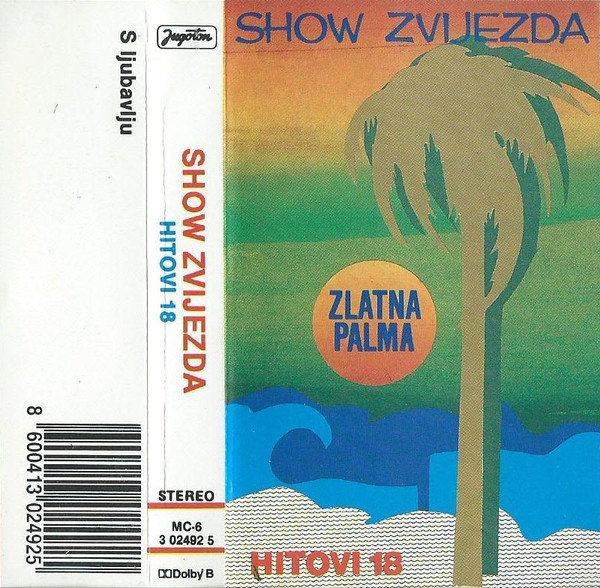 S ljubavlju
8 600413 024925
Jugoton
SHOW ZVIJEZDA
HITOVI 18
STEREO
MC-6
3 02492 5
DOLBY B
SHOW ZVIJEZDA
ZLATNA
PALMA
HITOVI 18